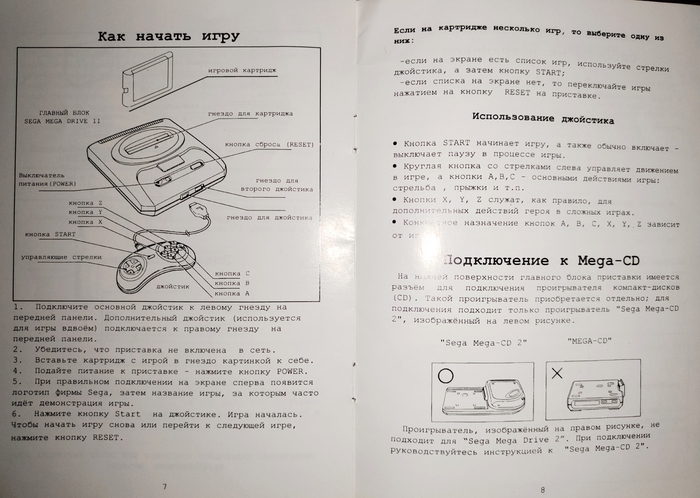 Как начать игру
игровой картридж
ГЛАВНЫЙ БЛОК
SEGA MEGA DRIVE II
гнездо для картриджа
кнопка сброса (RESET)
Выключатель
питания(POWER)
гнездо для
второго джойстика
кнопка Z
кнопка Y
кнопка X
гнездо для джойстика
кнопка START
управляющие стрелки
кнопка C
кнопка B
кнопка A
джойстик
1. Подключите основной джойстик к левому гнезду на
передней панели. Дополнительный джойстик (используется
для игры вдвоём) подключается к правому гнезду на
передней панели.
2. Убедитесь, что приставка не включена в сеть.
3. Вставьте картридж с игрой в гнездо картинкой к себе.
4. Подайте питание к приставке - нажмите кнопку POWER.
5. При правильном подключении на экране сперва появится
логотип фирмы Sega, затем название игры, за которым часто
идёт демонстрация игры.
6. Нажмите кнопку Start на джойстике. Игра началась.
Чтобы начать игру снова или перейти к следующей игре,
нажмите кнопку RESET.
7
Если на картридже несколько игр, то выберите одну из
них:
-если на экране есть список игр, используйте стрелки
джойстика, а затем кнопку START;
-если списка на экране нет, то переключайте игры
нажатием на кнопку RESET на приставке.
Использование джойстика
• Кнопка START начинает игру, а также обычно включает -
выключает паузу в процессе игры.
• Круглая кнопка со стрелками слева управляет движением
в игре, а кнопки A,B,C - основными действиями игры:
стрельба , прыжки и т.п.
• Кнопки X, Y, Z служат, как правило, для
дополнительных действий героя в сложных играх.
• назначение кнопок A, B, C, X, Y, Z зависит
от
Подключение к Mega-CD
На поверхности главного блока приставки имеется
разъём для подключения проигрывателя компакт-дисков
(CD). Такой проигрыватель приобретается отдельно; для
подключения подходит только проигрыватель "Sega Mega-CD
2", изображённый на левом рисунке.
"Sega Mega-CD 2" "MEGA-CD"
Проигрыватель, изображённый на правом рисунке, не
подходит для "Sega Mega Drive 2". При подключении
руководствуйтесь инструкцией к "Sega Mega-CD 2".
8